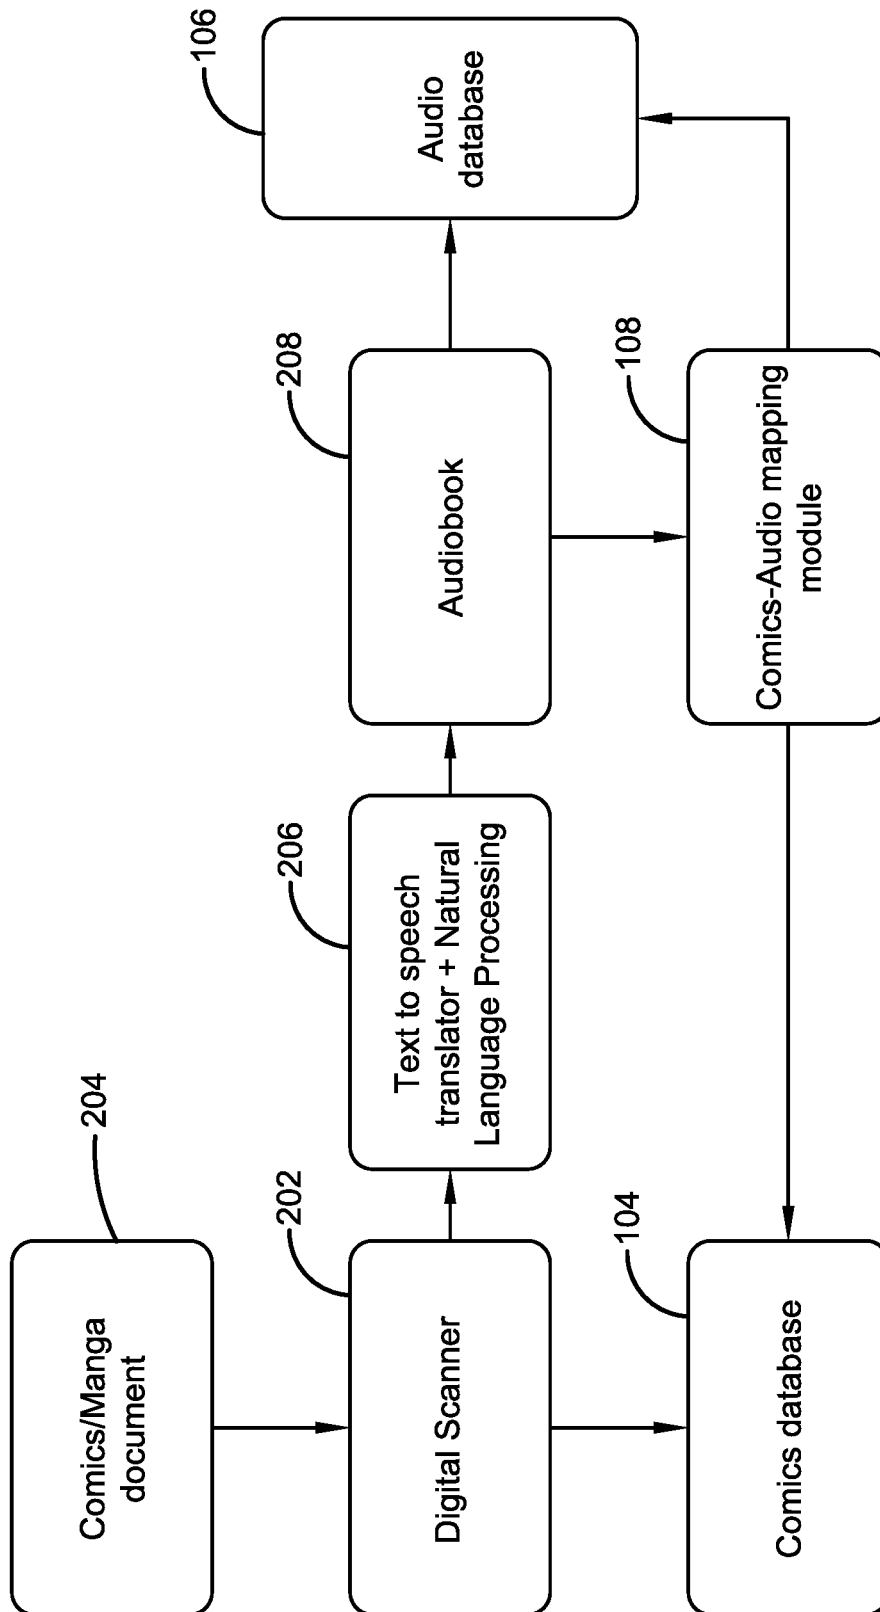 Comics/Manga
document
204
Digital Scanner
202
Text to speech
translator + Natural
Language Processing
206
Audiobook
208
Audio
database
106
Comics database
104
Comics-Audio mapping
module
108